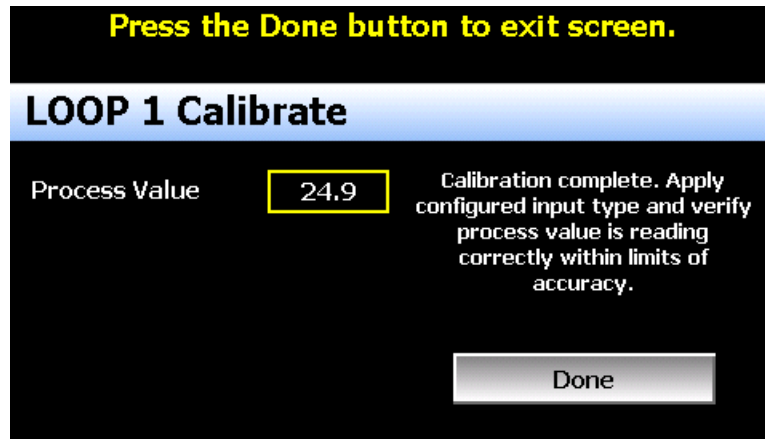 Press the Done button to exit screen.
LOOP 1 Calibrate
Process Value
24.9
Calibration complete. Apply
configured input type and verify
process value is reading
correctly within limits of
accuracy.
Done